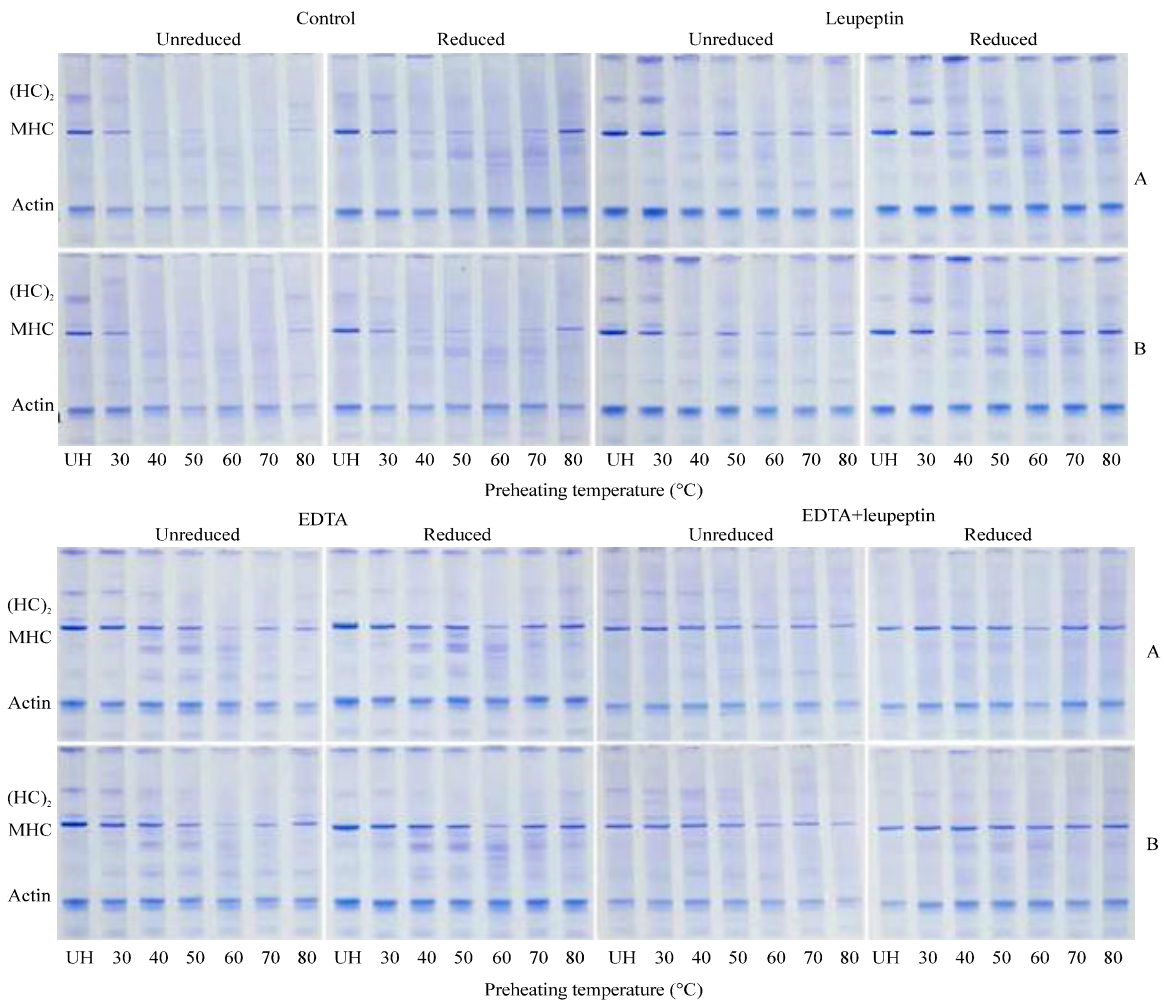 Control Leupeptin
Unreduced Reduced Unreduced Reduced
(HC)₂
MHC
A
Actin
(HC)₂
MHC
B
Actin
UH 30 40 50 60 70 80 UH 30 40 50 60 70 80 UH 30 40 50 60 70 80 UH 30 40 50 60 70 80
Preheating temperature (°C)
EDTA EDTA+leupeptin
Unreduced Reduced Unreduced Reduced
(HC)₂
MHC
A
Actin
(HC)₂
MHC
B
Actin
UH 30 40 50 60 70 80 UH 30 40 50 60 70 80 UH 30 40 50 60 70 80 UH 30 40 50 60 70 80
Preheating temperature (°C)